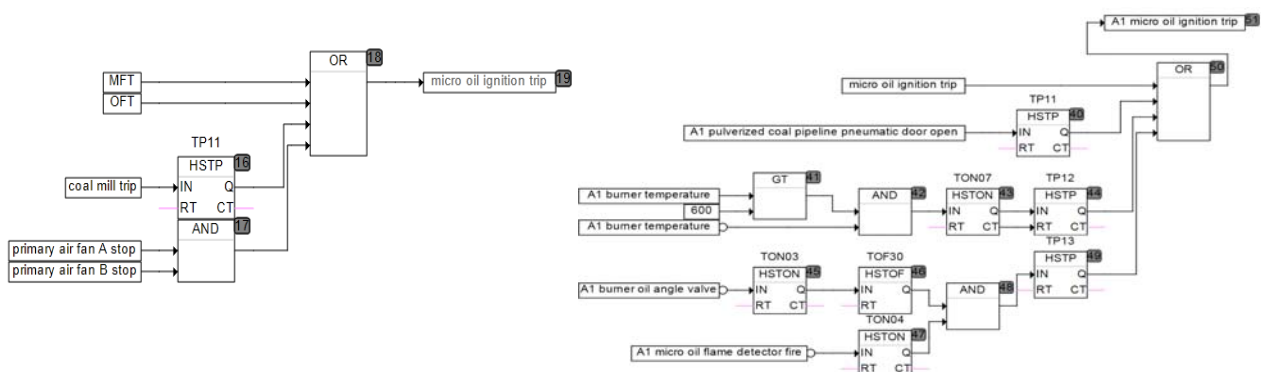 OR 18
MFT
OFT
micro oil ignition trip 19
TP11
HSTP 16
coal mill trip
IN Q
RT CT
AND 17
primary air fan A stop
primary air fan B stop
A1 micro oil ignition trip 51
OR 50
micro oil ignition trip
TP11
HSTP 40
A1 pulverized coal pipeline pneumatic door open
IN Q
RT CT
GT 41
A1 burner temperature
600
A1 burner temperature
AND 42
TON07
HSTON 43
IN Q
RT CT
TP12
HSTP 44
IN Q
RT CT
TON03
HSTON 45
A1 burner oil angle valve
IN Q
RT CT
TOF30
HSTOF 46
IN Q
RT
AND 48
TP13
HSTP 49
IN Q
RT CT
TON04
HSTON 47
A1 micro oil flame detector fire
IN Q
RT CT